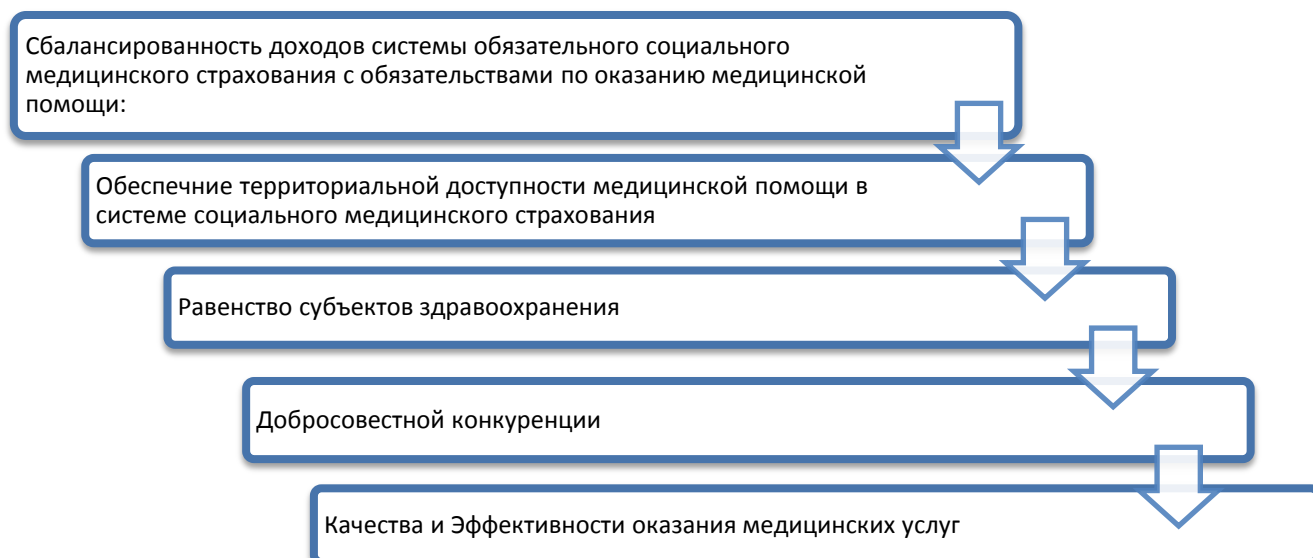 Сбалансированность доходов системы обязательного социального
медицинского страхования с обязательствами по оказанию медицинской
помощи:
Обеспечние территориальной доступности медицинской помощи в
системе социального медицинского страхования
Равенство субъектов здравоохранения
Добросовестной конкуренции
Качества и Эффективности оказания медицинских услуг